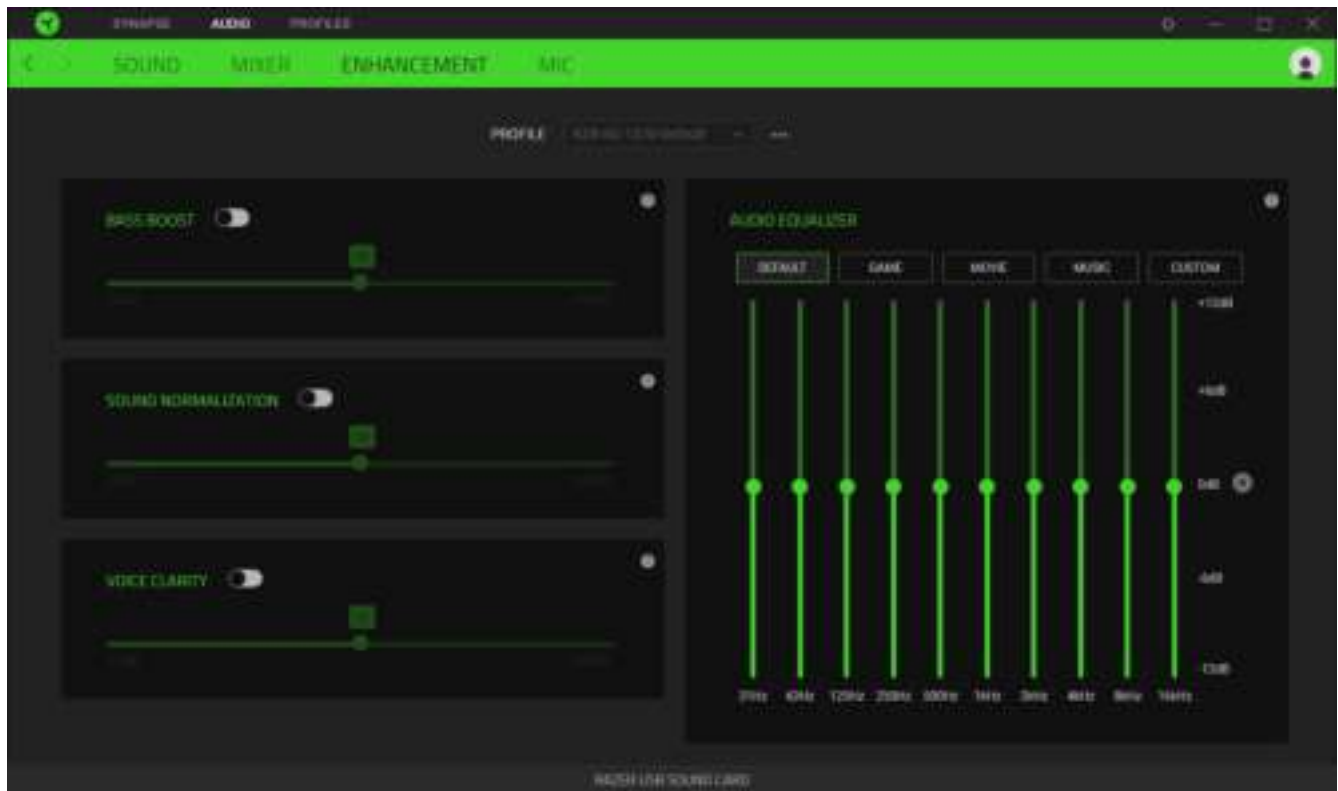 SYNAPSE AUDIO PROFILES
SOUND MIXER ENHANCEMENT MIC
PROFILE
BASS BOOST
SOUND NORMALIZATION
VOICE CLARITY
AUDIO EQUALIZER
DEFAULT GAME MOVIE MUSIC CUSTOM
+12dB
+6dB
0dB
-6dB
-12dB
31Hz 63Hz 125Hz 250Hz 500Hz 1kHz 2kHz 4kHz 8kHz 16kHz
RAZER USB SOUND CARD